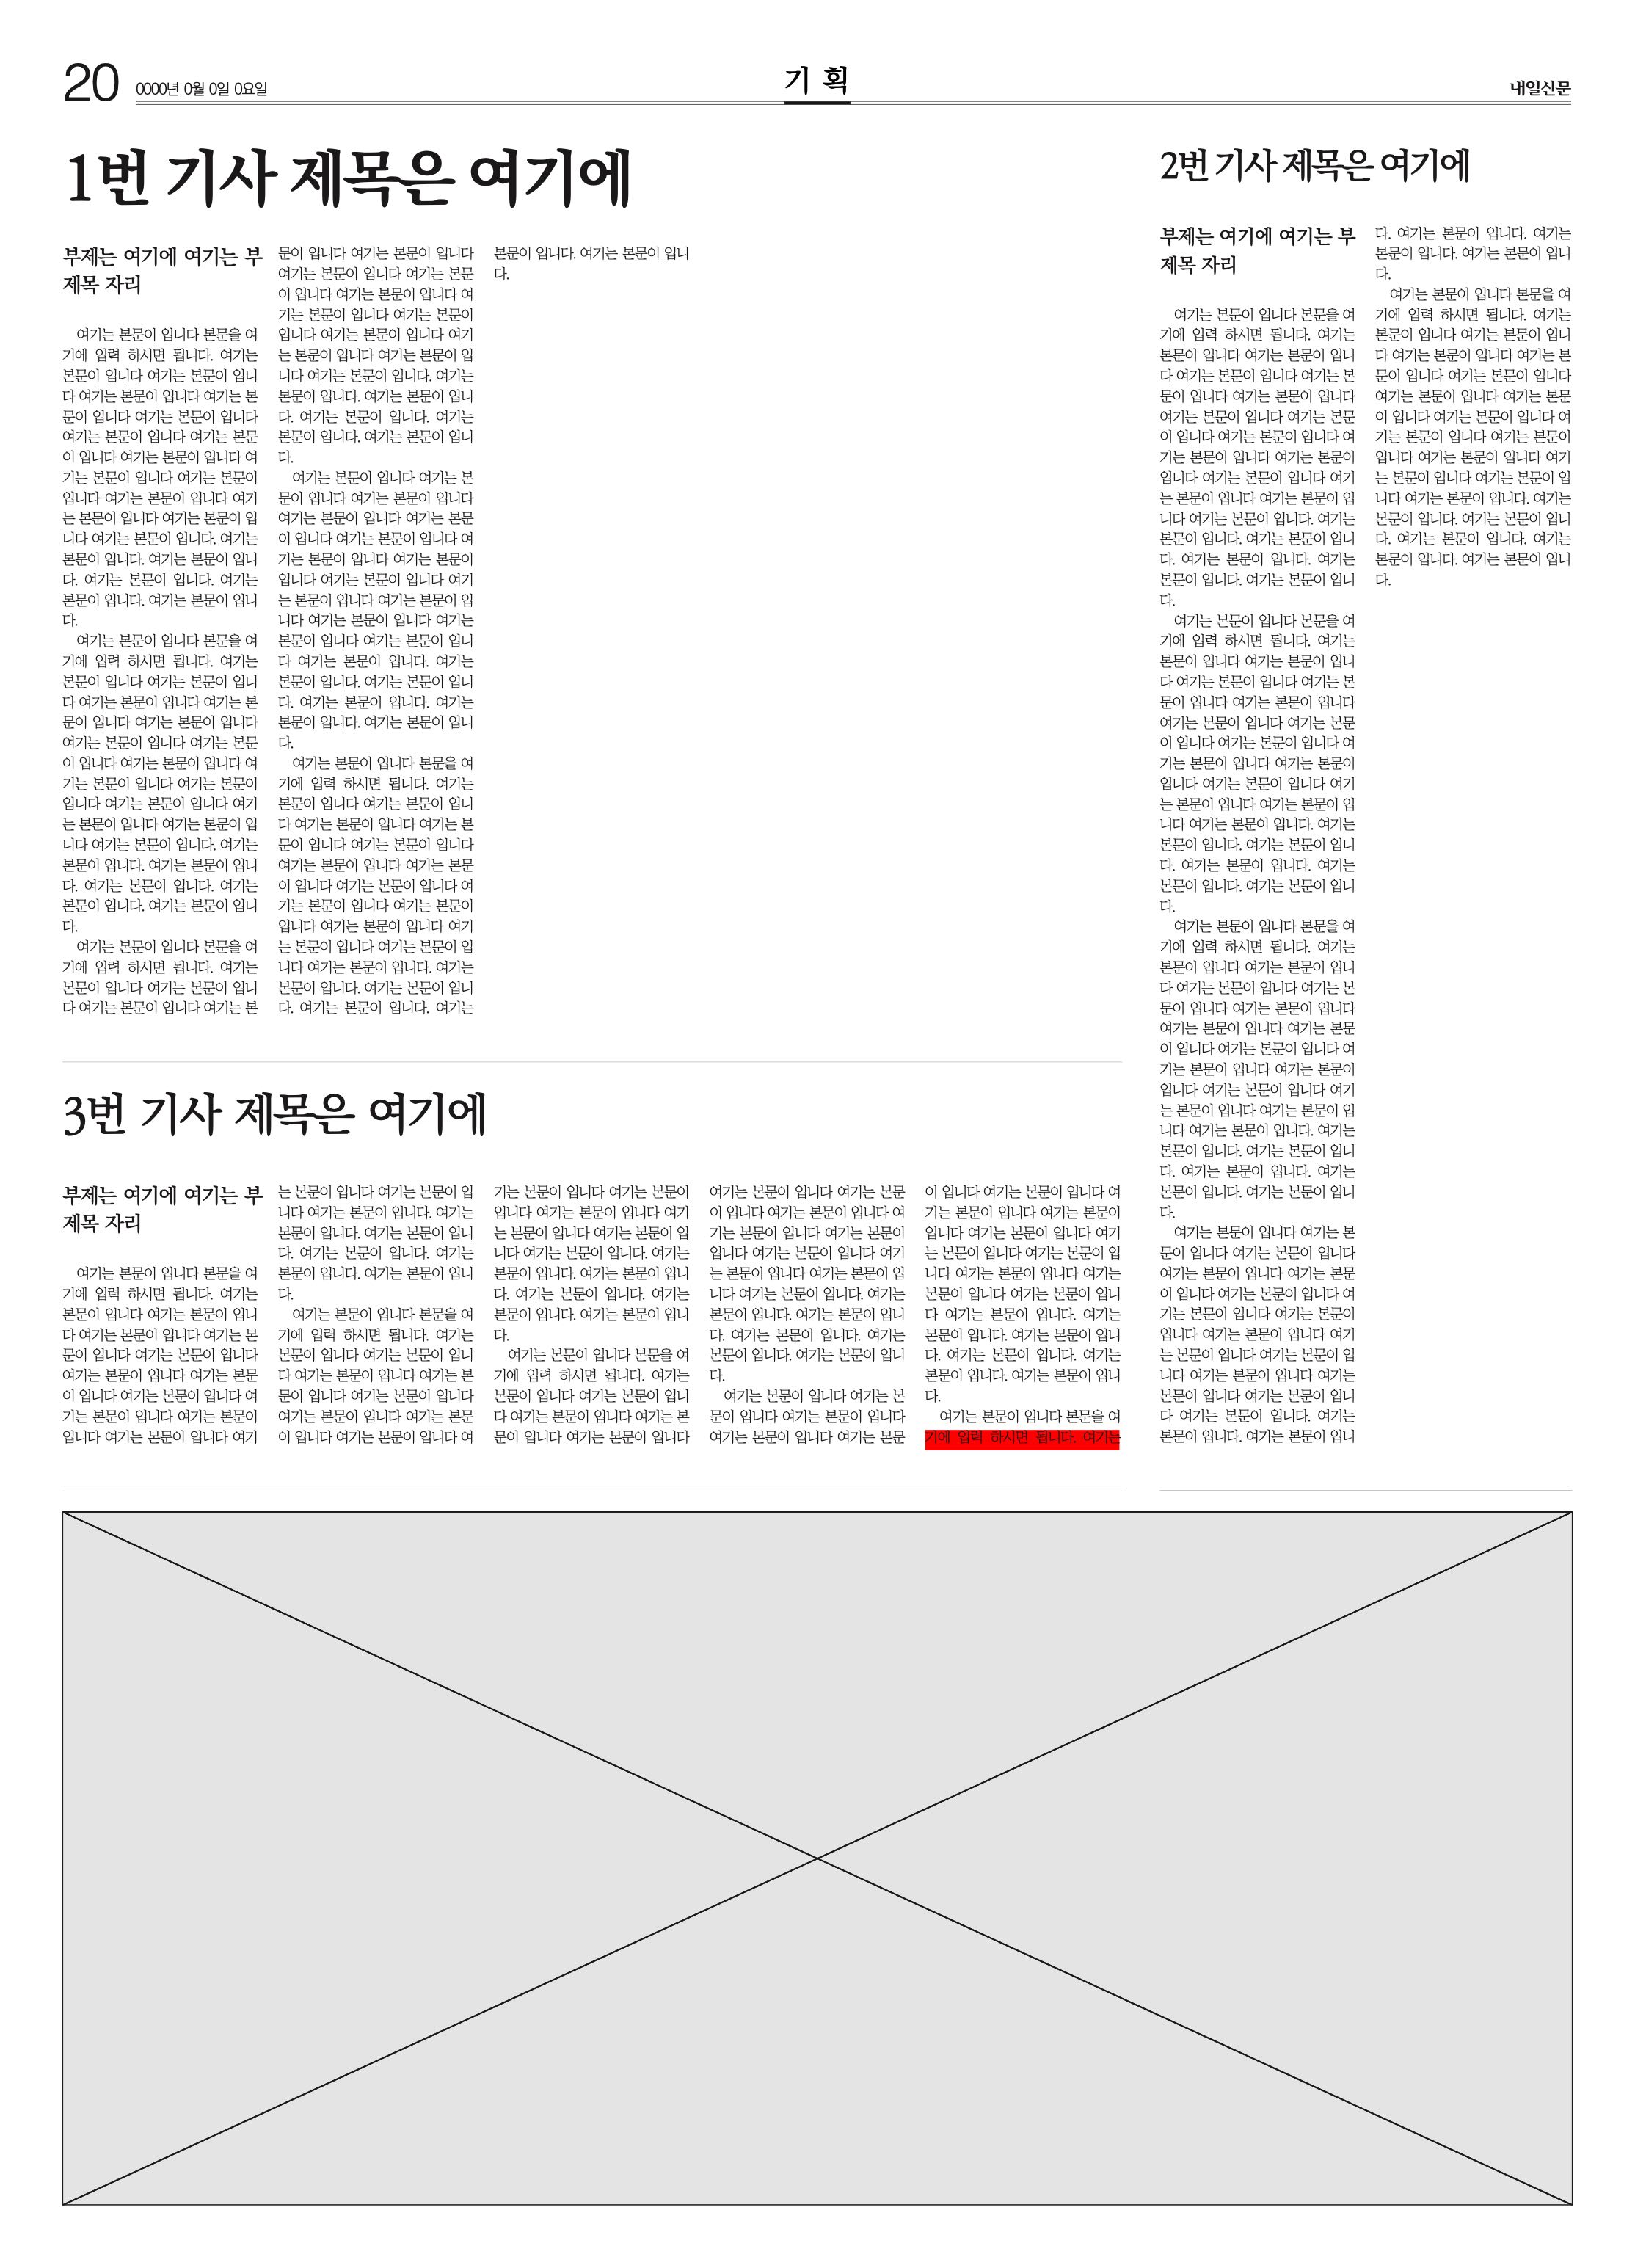 20 0000년 0월 0일 0요일
기 획
내일신문
1번 기사 제목은 여기에
부제는 여기에 여기는 부
제목 자리
여기는 본문이 입니다 본문을 여
기에 입력 하시면 됩니다. 여기는
본문이 입니다 여기는 본문이 입니
다 여기는 본문이 입니다 여기는 본
문이 입니다 여기는 본문이 입니다
여기는 본문이 입니다 여기는 본문
이 입니다 여기는 본문이 입니다 여
기는 본문이 입니다 여기는 본문이
입니다 여기는 본문이 입니다 여기
는 본문이 입니다 여기는 본문이 입
니다 여기는 본문이 입니다. 여기는
본문이 입니다. 여기는 본문이 입니
다. 여기는 본문이 입니다. 여기는
본문이 입니다. 여기는 본문이 입니
다.
여기는 본문이 입니다 본문을 여
기에 입력 하시면 됩니다. 여기는
본문이 입니다 여기는 본문이 입니
다 여기는 본문이 입니다 여기는 본
문이 입니다 여기는 본문이 입니다
여기는 본문이 입니다 여기는 본문
이 입니다 여기는 본문이 입니다 여
기는 본문이 입니다 여기는 본문이
입니다 여기는 본문이 입니다 여기
는 본문이 입니다 여기는 본문이 입
니다 여기는 본문이 입니다. 여기는
본문이 입니다. 여기는 본문이 입니
다. 여기는 본문이 입니다. 여기는
본문이 입니다. 여기는 본문이 입니
다.
여기는 본문이 입니다 본문을 여
기에 입력 하시면 됩니다. 여기는
본문이 입니다 여기는 본문이 입니
다 여기는 본문이 입니다 여기는 본
문이 입니다 여기는 본문이 입니다
여기는 본문이 입니다 여기는 본문
이 입니다 여기는 본문이 입니다 여
기는 본문이 입니다 여기는 본문이
입니다 여기는 본문이 입니다 여기
는 본문이 입니다 여기는 본문이 입
니다 여기는 본문이 입니다. 여기는
본문이 입니다. 여기는 본문이 입니
다. 여기는 본문이 입니다. 여기는
본문이 입니다. 여기는 본문이 입니
다.
여기는 본문이 입니다 여기는 본
문이 입니다 여기는 본문이 입니다
여기는 본문이 입니다 여기는 본문
이 입니다 여기는 본문이 입니다 여
기는 본문이 입니다 여기는 본문이
입니다 여기는 본문이 입니다 여기
는 본문이 입니다 여기는 본문이 입
니다 여기는 본문이 입니다 여기는
본문이 입니다 여기는 본문이 입니
다 여기는 본문이 입니다. 여기는
본문이 입니다. 여기는 본문이 입니
다. 여기는 본문이 입니다. 여기는
본문이 입니다. 여기는 본문이 입니
다.
여기는 본문이 입니다 본문을 여
기에 입력 하시면 됩니다. 여기는
본문이 입니다 여기는 본문이 입니
다 여기는 본문이 입니다 여기는 본
문이 입니다 여기는 본문이 입니다
여기는 본문이 입니다 여기는 본문
이 입니다 여기는 본문이 입니다 여
기는 본문이 입니다 여기는 본문이
입니다 여기는 본문이 입니다 여기
는 본문이 입니다 여기는 본문이 입
니다 여기는 본문이 입니다. 여기는
본문이 입니다. 여기는 본문이 입니
다. 여기는 본문이 입니다. 여기는
본문이 입니다. 여기는 본문이 입니
다.
2번 기사 제목은 여기에
부제는 여기에 여기는 부
제목 자리
여기는 본문이 입니다 본문을 여
기에 입력 하시면 됩니다. 여기는
본문이 입니다 여기는 본문이 입니
다 여기는 본문이 입니다 여기는 본
문이 입니다 여기는 본문이 입니다
여기는 본문이 입니다 여기는 본문
이 입니다 여기는 본문이 입니다 여
기는 본문이 입니다 여기는 본문이
입니다 여기는 본문이 입니다 여기
는 본문이 입니다 여기는 본문이 입
니다 여기는 본문이 입니다. 여기는
본문이 입니다. 여기는 본문이 입니
다. 여기는 본문이 입니다. 여기는
본문이 입니다. 여기는 본문이 입니
다.
여기는 본문이 입니다 본문을 여
기에 입력 하시면 됩니다. 여기는
본문이 입니다 여기는 본문이 입니
다 여기는 본문이 입니다 여기는 본
문이 입니다 여기는 본문이 입니다
여기는 본문이 입니다 여기는 본문
이 입니다 여기는 본문이 입니다 여
기는 본문이 입니다 여기는 본문이
입니다 여기는 본문이 입니다 여기
는 본문이 입니다 여기는 본문이 입
니다 여기는 본문이 입니다. 여기는
본문이 입니다. 여기는 본문이 입니
다. 여기는 본문이 입니다. 여기는
본문이 입니다. 여기는 본문이 입니
다.
여기는 본문이 입니다 본문을 여
기에 입력 하시면 됩니다. 여기는
본문이 입니다 여기는 본문이 입니
다 여기는 본문이 입니다 여기는 본
문이 입니다 여기는 본문이 입니다
여기는 본문이 입니다 여기는 본문
이 입니다 여기는 본문이 입니다 여
기는 본문이 입니다 여기는 본문이
입니다 여기는 본문이 입니다 여기
는 본문이 입니다 여기는 본문이 입
니다 여기는 본문이 입니다. 여기는
본문이 입니다. 여기는 본문이 입니
다. 여기는 본문이 입니다. 여기는
본문이 입니다. 여기는 본문이 입니
다.
여기는 본문이 입니다 여기는 본
문이 입니다 여기는 본문이 입니다
여기는 본문이 입니다 여기는 본문
이 입니다 여기는 본문이 입니다 여
기는 본문이 입니다 여기는 본문이
입니다 여기는 본문이 입니다 여기
는 본문이 입니다 여기는 본문이 입
니다 여기는 본문이 입니다 여기는
본문이 입니다 여기는 본문이 입니
다 여기는 본문이 입니다. 여기는
본문이 입니다. 여기는 본문이 입니
다. 여기는 본문이 입니다. 여기는
본문이 입니다. 여기는 본문이 입니
다.
여기는 본문이 입니다 본문을 여
기에 입력 하시면 됩니다. 여기는
본문이 입니다 여기는 본문이 입니
다 여기는 본문이 입니다 여기는 본
문이 입니다 여기는 본문이 입니다
여기는 본문이 입니다 여기는 본문
이 입니다 여기는 본문이 입니다 여
기는 본문이 입니다 여기는 본문이
입니다 여기는 본문이 입니다 여기
는 본문이 입니다 여기는 본문이 입
니다 여기는 본문이 입니다. 여기는
본문이 입니다. 여기는 본문이 입니
다. 여기는 본문이 입니다. 여기는
본문이 입니다. 여기는 본문이 입니
다.
3번 기사 제목은 여기에
부제는 여기에 여기는 부
제목 자리
여기는 본문이 입니다 본문을 여
기에 입력 하시면 됩니다. 여기는
본문이 입니다 여기는 본문이 입니
다 여기는 본문이 입니다 여기는 본
문이 입니다 여기는 본문이 입니다
여기는 본문이 입니다 여기는 본문
이 입니다 여기는 본문이 입니다 여
기는 본문이 입니다 여기는 본문이
입니다 여기는 본문이 입니다 여기
는 본문이 입니다 여기는 본문이 입
니다 여기는 본문이 입니다. 여기는
본문이 입니다. 여기는 본문이 입니
다. 여기는 본문이 입니다. 여기는
본문이 입니다. 여기는 본문이 입니
다.
여기는 본문이 입니다 본문을 여
기에 입력 하시면 됩니다. 여기는
본문이 입니다 여기는 본문이 입니
다 여기는 본문이 입니다 여기는 본
문이 입니다 여기는 본문이 입니다
여기는 본문이 입니다 여기는 본문
이 입니다 여기는 본문이 입니다 여
기는 본문이 입니다 여기는 본문이
입니다 여기는 본문이 입니다 여기
는 본문이 입니다 여기는 본문이 입
니다 여기는 본문이 입니다. 여기는
본문이 입니다. 여기는 본문이 입니
다. 여기는 본문이 입니다. 여기는
본문이 입니다. 여기는 본문이 입니
다.
여기는 본문이 입니다 본문을 여
기에 입력 하시면 됩니다. 여기는
본문이 입니다 여기는 본문이 입니
다 여기는 본문이 입니다 여기는 본
문이 입니다 여기는 본문이 입니다
여기는 본문이 입니다 여기는 본문
이 입니다 여기는 본문이 입니다 여
기는 본문이 입니다 여기는 본문이
입니다 여기는 본문이 입니다 여기
는 본문이 입니다 여기는 본문이 입
니다 여기는 본문이 입니다. 여기는
본문이 입니다. 여기는 본문이 입니
다. 여기는 본문이 입니다. 여기는
본문이 입니다. 여기는 본문이 입니
다.
여기는 본문이 입니다 여기는 본
문이 입니다 여기는 본문이 입니다
여기는 본문이 입니다 여기는 본문
이 입니다 여기는 본문이 입니다 여
기는 본문이 입니다 여기는 본문이
입니다 여기는 본문이 입니다 여기
는 본문이 입니다 여기는 본문이 입
니다 여기는 본문이 입니다 여기는
본문이 입니다 여기는 본문이 입니
다 여기는 본문이 입니다. 여기는
본문이 입니다. 여기는 본문이 입니
다. 여기는 본문이 입니다. 여기는
본문이 입니다. 여기는 본문이 입니
다.
여기는 본문이 입니다 본문을 여
기에 입력 하시면 됩니다. 여기는